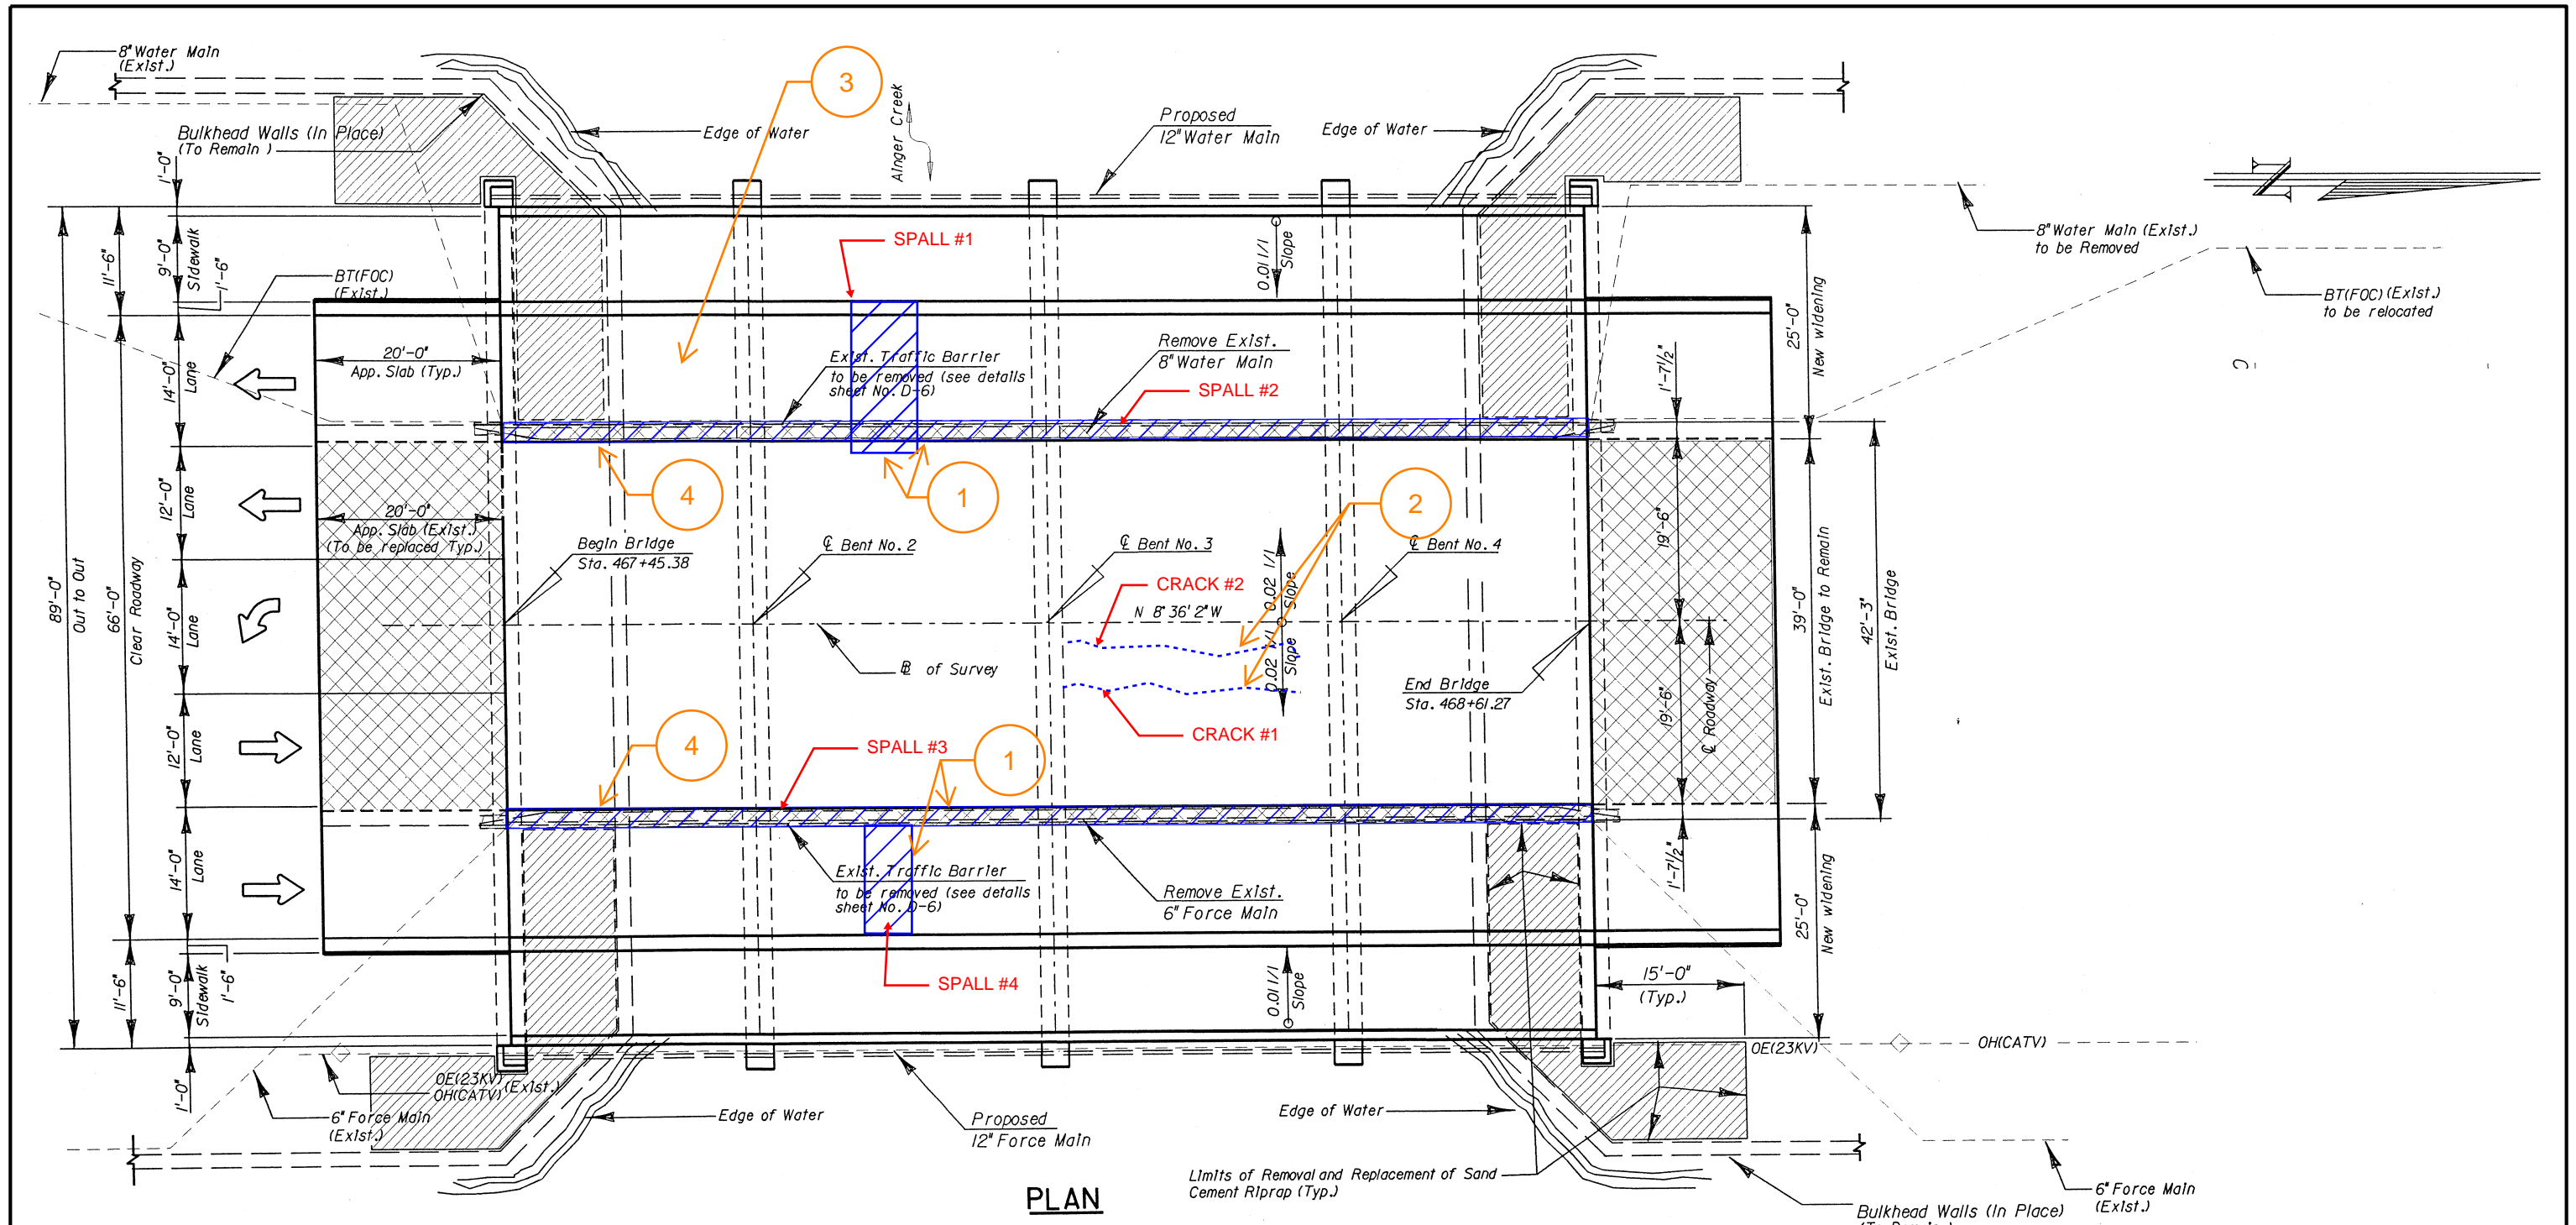 8" Water Main
(Exist.)
3
Bulkhead Walls (In Place)
(To Remain )
Edge of Water
Alnger Creek
Proposed
12" Water Main
Edge of Water
1'-0"
SPALL #1
8" Water Main (Exist.)
to be Removed
BT(FOC) (Exist.)
to be relocated
11'-6"
9'-0"
Sidewalk
1'-6"
BT(FOC)
(Exist.)
0.01 1/1
Slope
25'-0"
New widening
20'-0"
App. Slab (Typ.)
14'-0"
Lane
Exist. Traffic Barrier
to be removed (see details
sheet No. D-6)
Remove Exist.
8" Water Main
SPALL #2
1'-7½"
4
1
2
12'-0"
Lane
20'-0"
App. Slab (Exist.)
(To be replaced Typ.)
Begin Bridge
Sta. 467+45.38
℄ Bent No. 2
℄ Bent No. 3
℄ Bent No. 4
19'-6"
89'-0"
Out to Out
66'-0"
Clear Roadway
14'-0"
Lane
CRACK #2
N 8° 36' 2" W
0.02 1/1
Slope
0.02 1/1
Slope
39'-0"
Exist. Bridge to Remain
42'-3"
Exist. Bridge
℄ Roadway
19'-6"
B of Survey
End Bridge
Sta. 468+61.27
CRACK #1
12'-0"
Lane
4
SPALL #3
1
14'-0"
Lane
Exist. Traffic Barrier
to be removed (see details
sheet No. D-6)
Remove Exist.
6" Force Main
1'-7½"
25'-0"
New widening
SPALL #4
11'-6"
9'-0"
Sidewalk
1'-6"
0.01 1/1
Slope
15'-0"
(Typ.)
1'-0"
OE(23KV)
OH(CATV) (Exist.)
OE(23KV)
OH(CATV)
6" Force Main
(Exist.)
Edge of Water
Proposed
12" Force Main
Edge of Water
Limits of Removal and Replacement of Sand
Cement Riprap (Typ.)
PLAN
6" Force Main
(Exist.)
Bulkhead Walls (In Place)